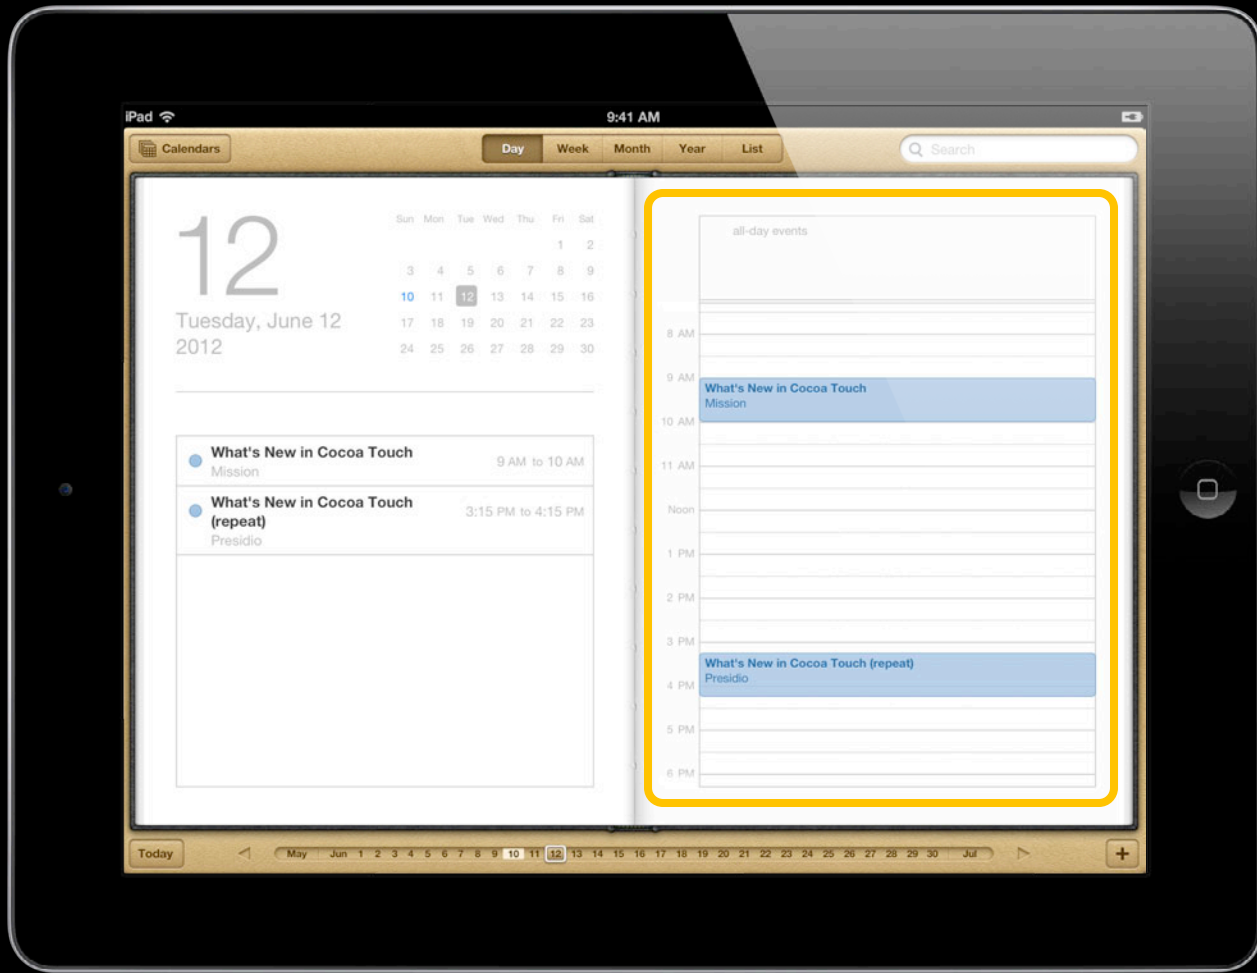 iPad 9:41 AM
Calendars Day Week Month Year List Search
12
Tuesday, June 12
2012
Sun Mon Tue Wed Thu Fri Sat
1 2
3 4 5 6 7 8 9
10 11 12 13 14 15 16
17 18 19 20 21 22 23
24 25 26 27 28 29 30
What's New in Cocoa Touch 9 AM to 10 AM
Mission
What's New in Cocoa Touch 3:15 PM to 4:15 PM
(repeat)
Presidio
all-day events
8 AM
9 AM
What's New in Cocoa Touch
Mission
10 AM
11 AM
Noon
1 PM
2 PM
3 PM
What's New in Cocoa Touch (repeat)
Presidio
4 PM
5 PM
6 PM
Today May Jun 1 2 3 4 5 6 7 8 9 10 11 12 13 14 15 16 17 18 19 20 21 22 23 24 25 26 27 28 29 30 Jul +